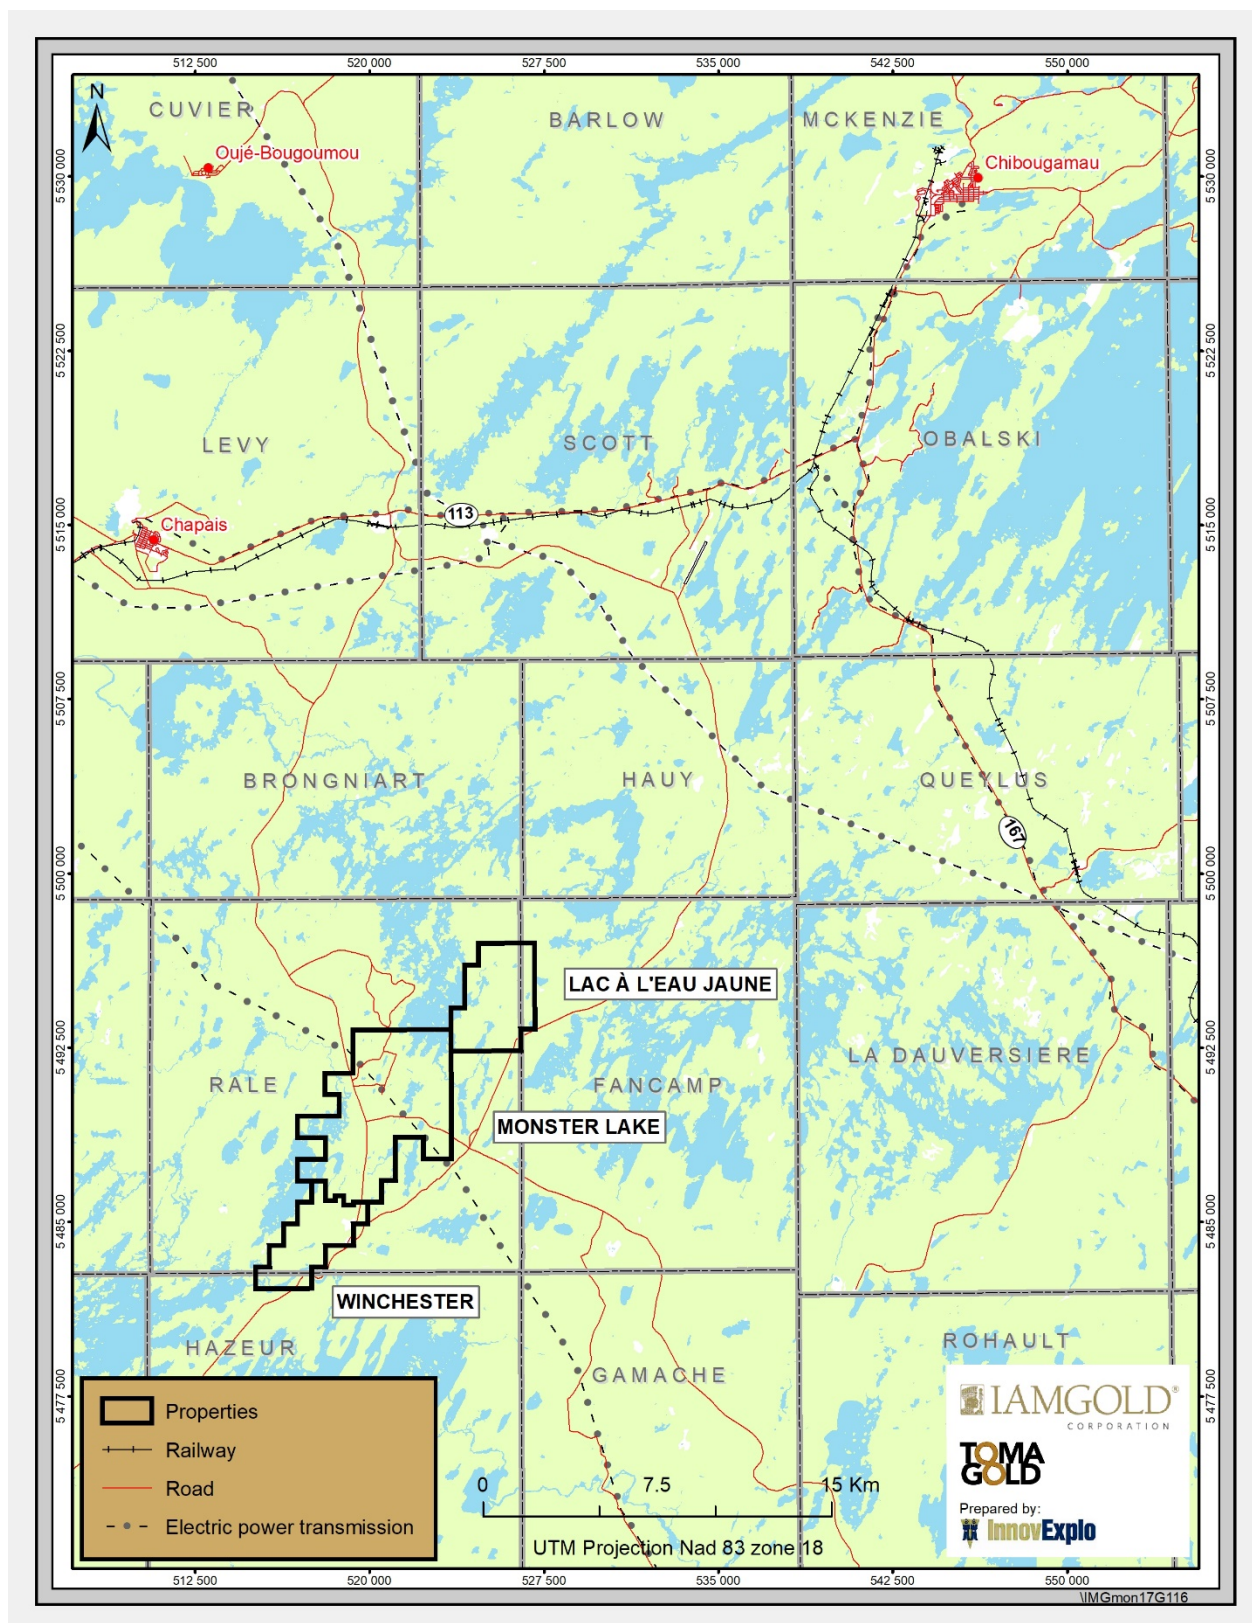 512 500 520 000 527 500 535 000 542 500 550 000
N
CUVIER
BARLOW
MCKENZIE
Oujé-Bougoumou
Chibougamau
5 530 000
5 530 000
5 522 500
5 522 500
LEVY
SCOTT
OBALSKI
113
Chapais
5 515 000
5 515 000
5 507 500
5 507 500
BRONGNIART
HAUY
QUEYLUS
167
5 500 000
5 500 000
LAC À L'EAU JAUNE
5 492 500
5 492 500
RALE
FANCAMP
LA DAUVERSIERE
MONSTER LAKE
5 485 000
5 485 000
WINCHESTER
HAZEUR
GAMACHE
ROHAULT
5 477 500
5 477 500
Properties
Railway
Road
Electric power transmission
0 7.5 15 Km
UTM Projection Nad 83 zone 18
IAMGOLD®
CORPORATION
TOMA
GOLD
Prepared by:
InnovExplo
512 500 520 000 527 500 535 000 542 500 550 000
\IMGmon17G116